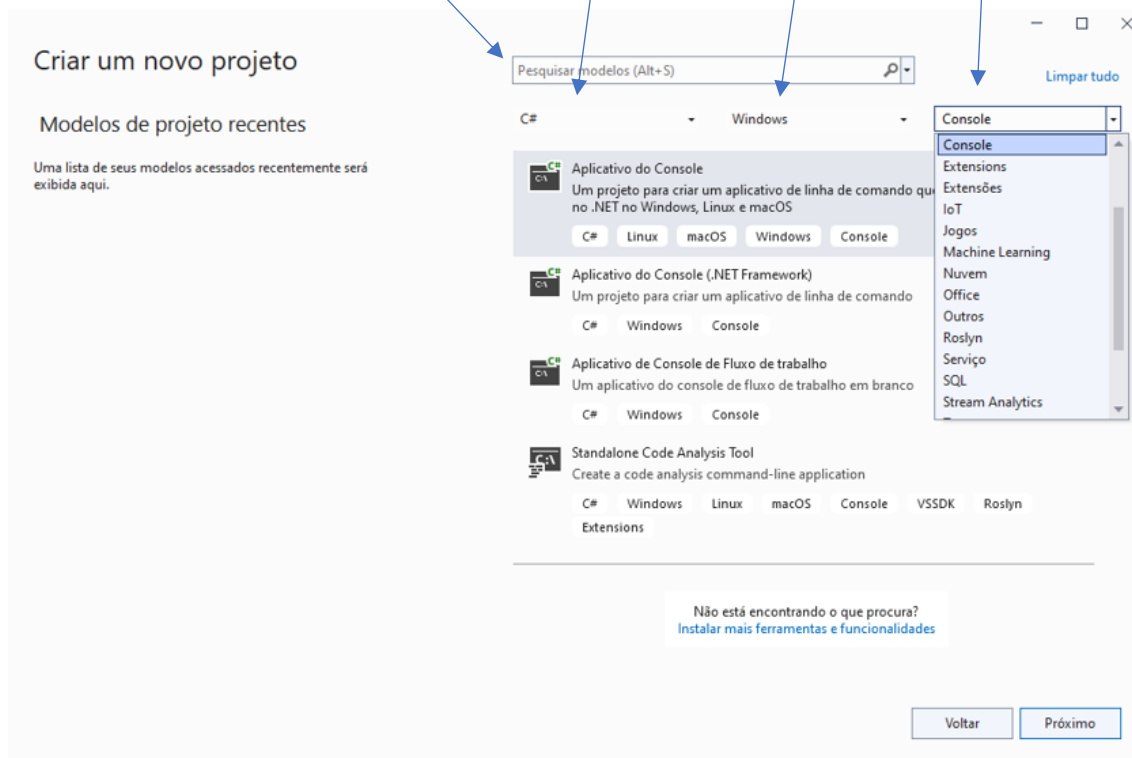 Criar um novo projeto
Modelos de projeto recentes
Uma lista de seus modelos acessados recentemente será
exibida aqui.
Pesquisar modelos (Alt+S)
Limpar tudo
C#
Windows
Console
Console
Extensions
Extensões
IoT
Jogos
Machine Learning
Nuvem
Office
Outros
Roslyn
Serviço
SQL
Stream Analytics
Aplicativo do Console
Um projeto para criar um aplicativo de linha de comando que
no .NET no Windows, Linux e macOS
C# Linux macOS Windows Console
Aplicativo do Console (.NET Framework)
Um projeto para criar um aplicativo de linha de comando
C# Windows Console
Aplicativo de Console de Fluxo de trabalho
Um aplicativo do console de fluxo de trabalho em branco
C# Windows Console
Standalone Code Analysis Tool
Create a code analysis command-line application
C# Windows Linux macOS Console VSSDK Roslyn
Extensions
Não está encontrando o que procura?
Instalar mais ferramentas e funcionalidades
Voltar
Próximo